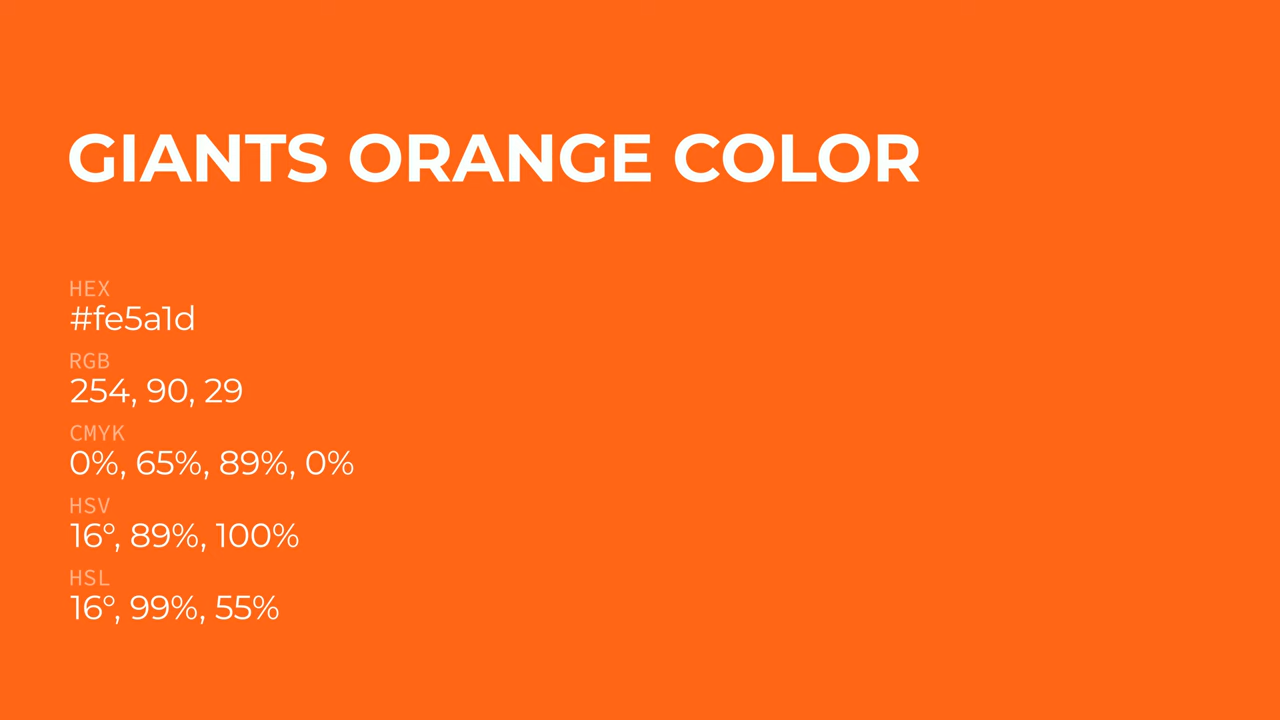 GIANTS ORANGE COLOR
HEX
#fe5a1d
RGB
254, 90, 29
CMYK
0%, 65%, 89%, 0%
HSV
16°, 89%, 100%
HSL
16°, 99%, 55%